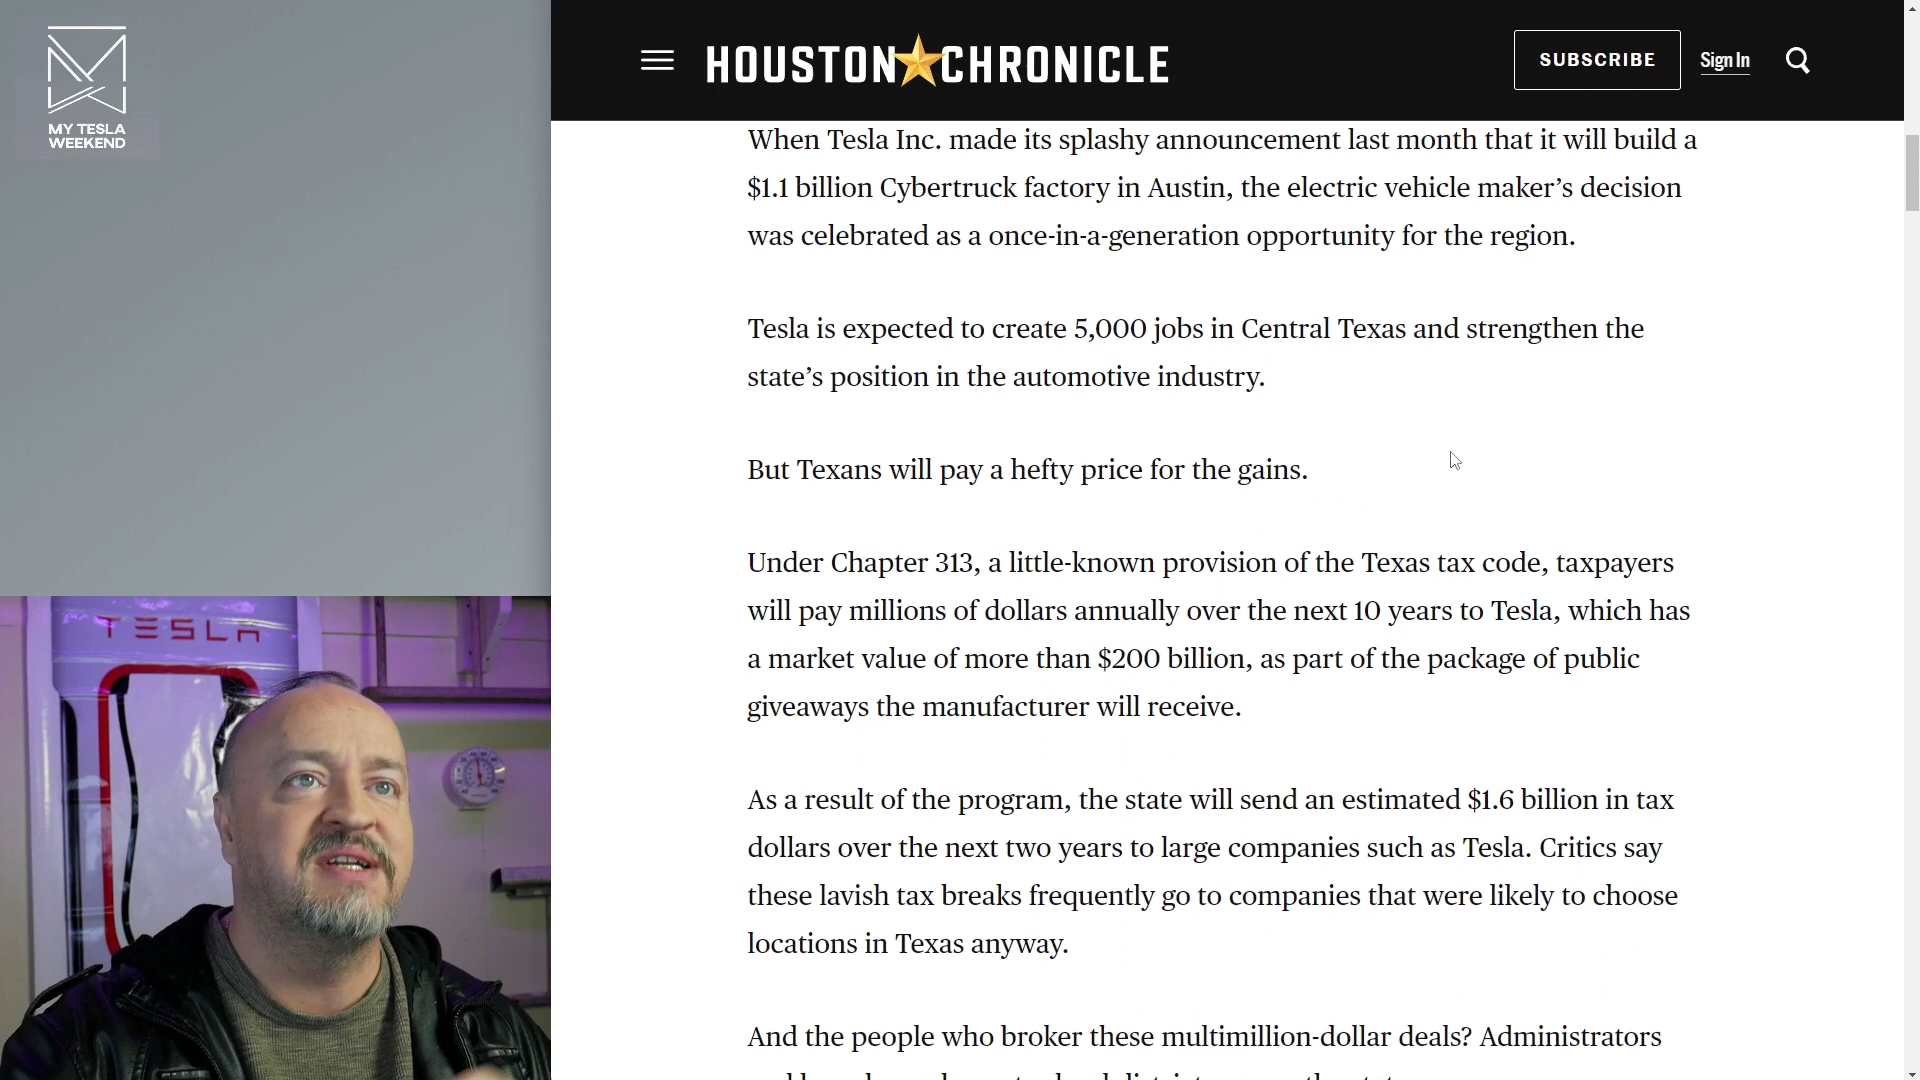 MY TESLA
WEEKEND
HOUSTON CHRONICLE
SUBSCRIBE
Sign In
When Tesla Inc. made its splashy announcement last month that it will build a
$1.1 billion Cybertruck factory in Austin, the electric vehicle maker’s decision
was celebrated as a once-in-a-generation opportunity for the region.
Tesla is expected to create 5,000 jobs in Central Texas and strengthen the
state’s position in the automotive industry.
But Texans will pay a hefty price for the gains.
Under Chapter 313, a little-known provision of the Texas tax code, taxpayers
will pay millions of dollars annually over the next 10 years to Tesla, which has
a market value of more than $200 billion, as part of the package of public
giveaways the manufacturer will receive.
As a result of the program, the state will send an estimated $1.6 billion in tax
dollars over the next two years to large companies such as Tesla. Critics say
these lavish tax breaks frequently go to companies that were likely to choose
locations in Texas anyway.
And the people who broker these multimillion-dollar deals? Administrators
TESLA